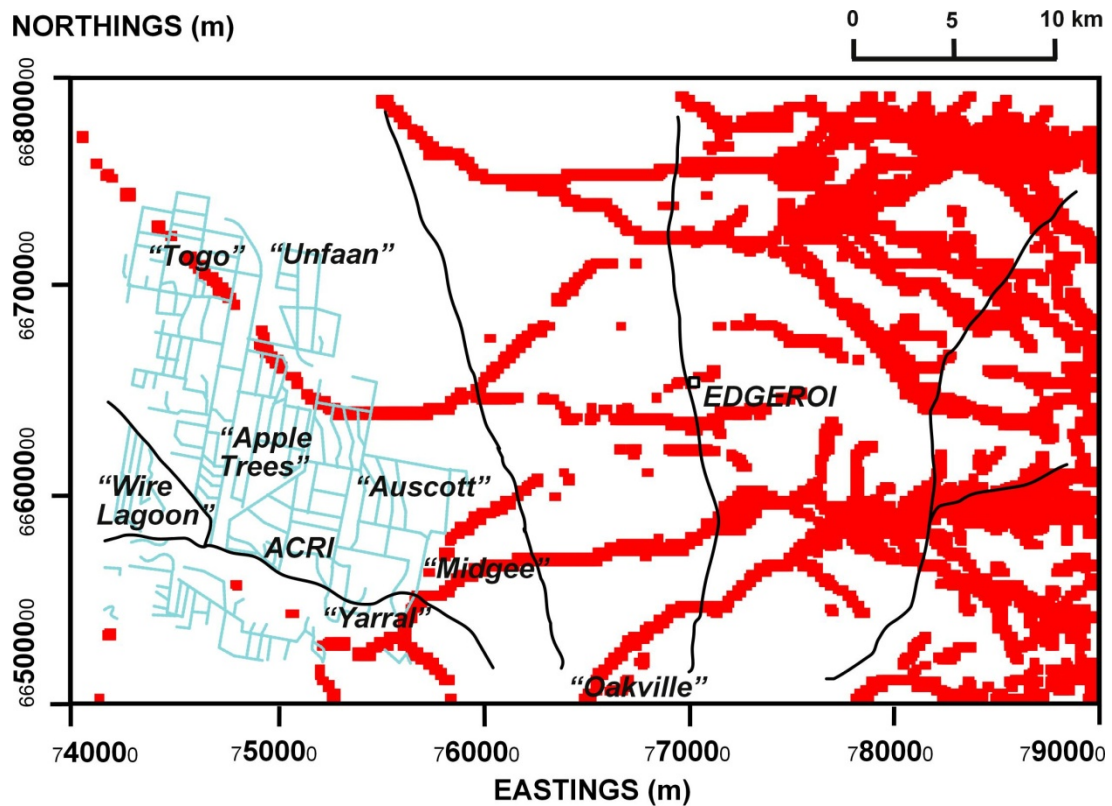 NORTHINGS (m)
0 5 10 km
6680000
6670000
6660000
6650000
“Togo”
“Unfaan”
EDGEROI
“Apple
Trees”
“Wire
Lagoon”
“Auscott”
ACRI
“Midgee”
“Yarral”
“Oakville”
740000 750000 760000 770000 780000 790000
EASTINGS (m)